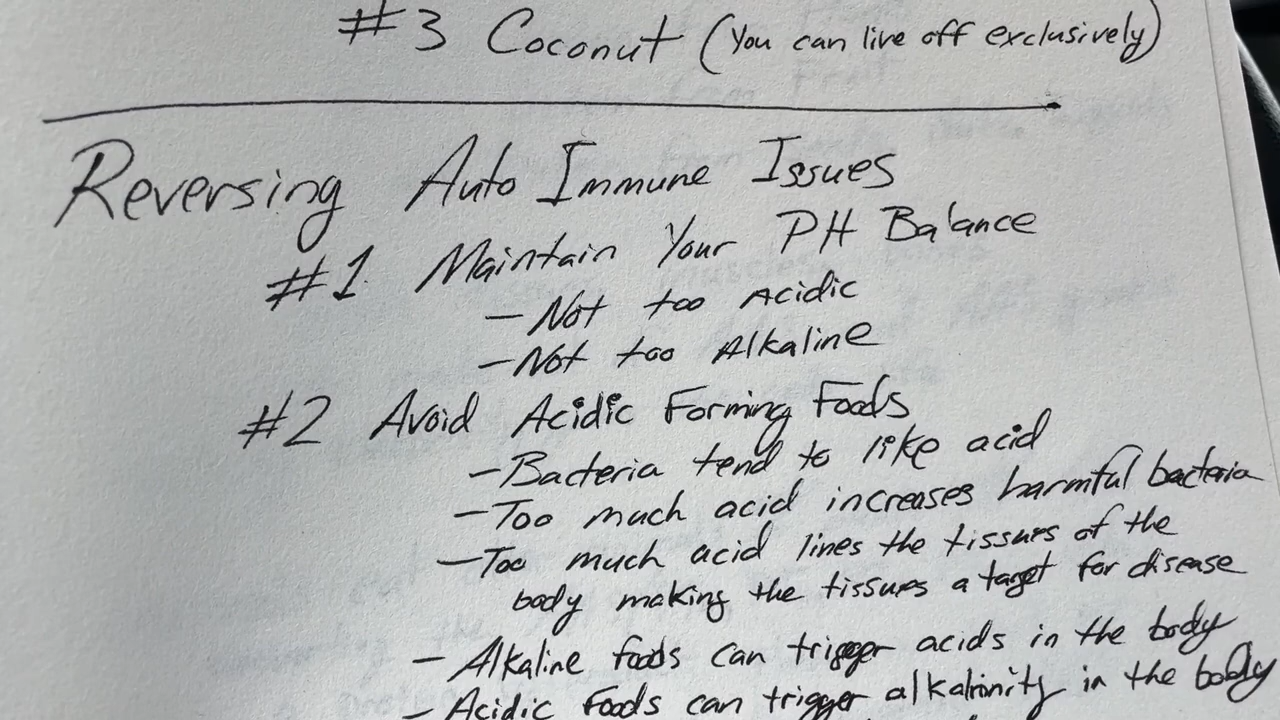 #3 Coconut (You can live off exclusively)
Reversing Auto Immune Issues
#1 Maintain Your PH Balance
- Not too Acidic
- Not too Alkaline
#2 Avoid Acidic Forming Foods
- Bacteria tend to like acid
- Too much acid increases harmful bacteria
- Too much acid lines the tissues of the
body making the tissues a target for disease
- Alkaline foods can trigger acids in the body
- Acidic Foods can trigger alkalinity in the body